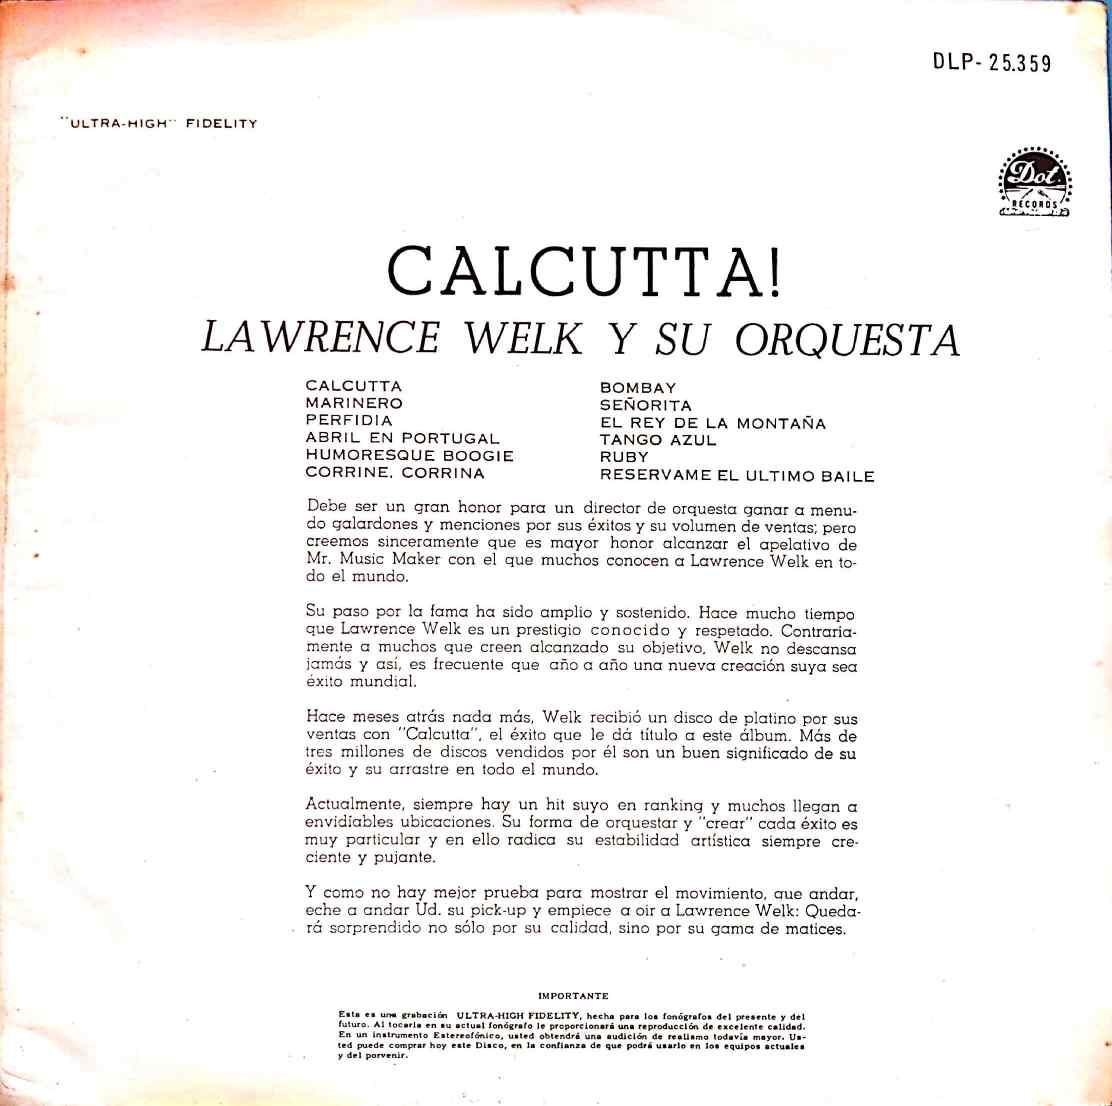 DLP-25.359
"ULTRA-HIGH" FIDELITY
Dot
RECORDS
CALCUTTA!
LAWRENCE WELK Y SU ORQUESTA
CALCUTTA
MARINERO
PERFIDIA
ABRIL EN PORTUGAL
HUMORESQUE BOOGIE
CORRINE, CORRINA
BOMBAY
SEÑORITA
EL REY DE LA MONTAÑA
TANGO AZUL
RUBY
RESERVAME EL ULTIMO BAILE
Debe ser un gran honor para un director de orquesta ganar a menu-
do galardones y menciones por sus éxitos y su volumen de ventas; pero
creemos sinceramente que es mayor honor alcanzar el apelativo de
Mr. Music Maker con el que muchos conocen a Lawrence Welk en to-
do el mundo.
Su paso por la fama ha sido amplio y sostenido. Hace mucho tiempo
que Lawrence Welk es un prestigio conocido y respetado. Contraria-
mente a muchos que creen alcanzado su objetivo, Welk no descansa
jamás y así, es frecuente que año a año una nueva creación suya sea
éxito mundial.
Hace meses atrás nada más, Welk recibió un disco de platino por sus
ventas con "Calcutta", el éxito que le dá título a este álbum. Más de
tres millones de discos vendidos por él son un buen significado de su
éxito y su arrastre en todo el mundo.
Actualmente, siempre hay un hit suyo en ranking y muchos llegan a
envidíables ubicaciones. Su forma de orquestar y "crear" cada éxito es
muy particular y en ello radica su estabilidad artística siempre cre-
ciente y pujante.
Y como no hay mejor prueba para mostrar el movimiento, que andar,
eche a andar Ud. su pick-up y empiece a oir a Lawrence Welk: Queda-
rá sorprendido no sólo por su calidad, sino por su gama de matices.
IMPORTANTE
Esta es una grabación ULTRA-HIGH FIDELITY, hecha para los fonógrafos del presente y del
futuro. Al tocarla en su actual fonógrafo le proporcionará una reproducción de excelente calidad.
En un instrumento Estereofónico, usted obtendrá una audición de realismo todavía mayor. Us-
ted puede comprar hoy este Disco, en la confianza de que podrá usarlo en los equipos actuales
y del porvenir.